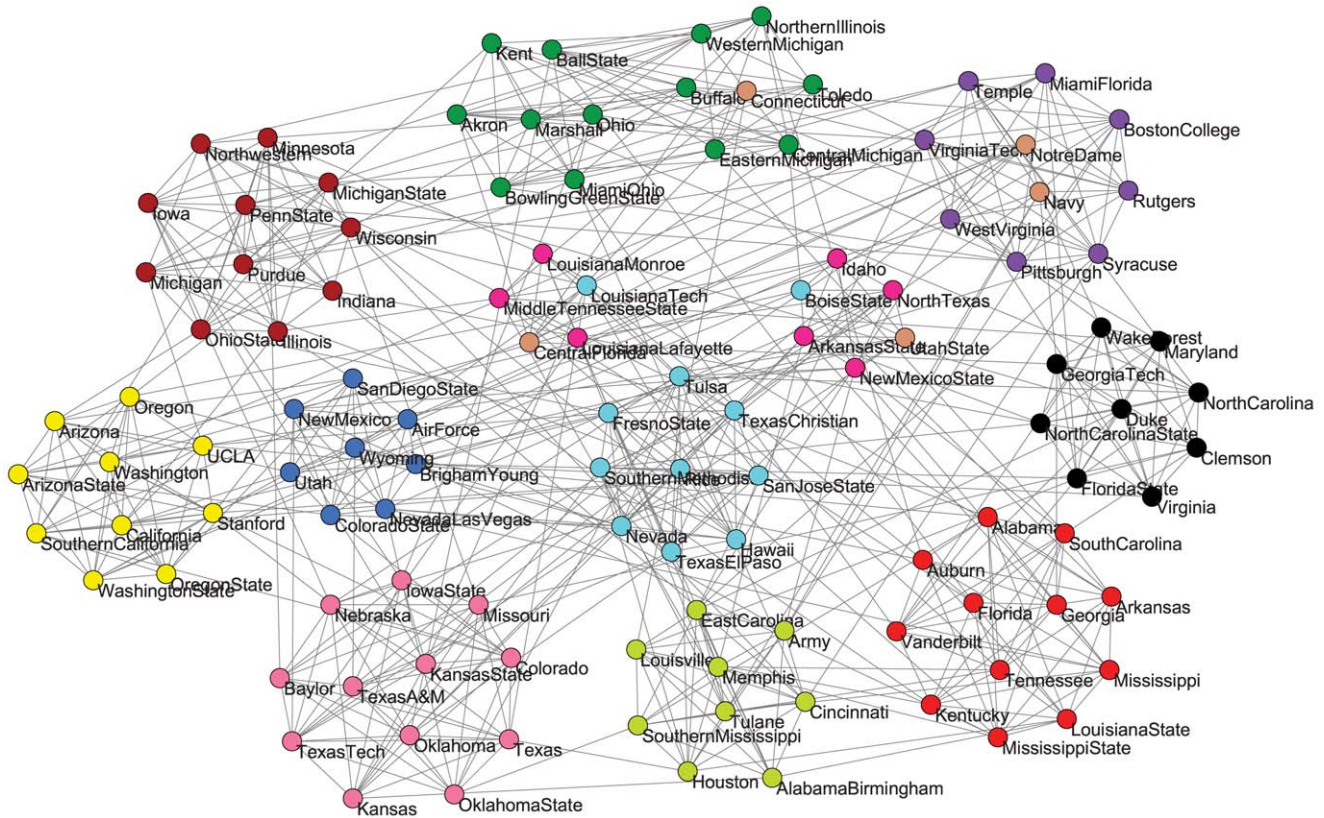 NorthernIllinois
WesternMichigan
Kent
BallState
Buffalo
Connecticut
Toledo
Akron
Marshall
Ohio
EasternMichigan
CentralMichigan
BowlingGreenState
MiamiOhio
Temple
MiamiFlorida
BostonCollege
VirginiaTech
NotreDame
Navy
Rutgers
WestVirginia
Pittsburgh
Syracuse
Northwestern
Minnesota
MichiganState
Iowa
PennState
Wisconsin
Michigan
Purdue
Indiana
OhioState
Illinois
LouisianaMonroe
LouisianaTech
MiddleTennesseeState
CentralFlorida
LouisianaLafayette
Idaho
BoiseState
NorthTexas
ArkansasState
UtahState
NewMexicoState
WakeForest
Maryland
GeorgiaTech
NorthCarolina
Duke
NorthCarolinaState
Clemson
FloridaState
Virginia
Oregon
Arizona
UCLA
Washington
ArizonaState
Stanford
California
SouthernCalifornia
OregonState
WashingtonState
SanDiegoState
NewMexico
AirForce
Wyoming
BrighamYoung
Utah
NevadaLasVegas
ColoradoState
Tulsa
FresnoState
TexasChristian
SouthernMethodis
Rice
SanJoseState
Nevada
Hawaii
TexasElPaso
Alabama
SouthCarolina
Auburn
Florida
Georgia
Arkansas
Vanderbilt
Tennessee
Mississippi
Kentucky
LouisianaState
MississippiState
IowaState
Nebraska
Missouri
KansasState
Colorado
Baylor
TexasA&M
TexasTech
Oklahoma
Texas
Kansas
OklahomaState
EastCarolina
Army
Louisville
Memphis
Cincinnati
Tulane
SouthernMississippi
Houston
AlabamaBirmingham